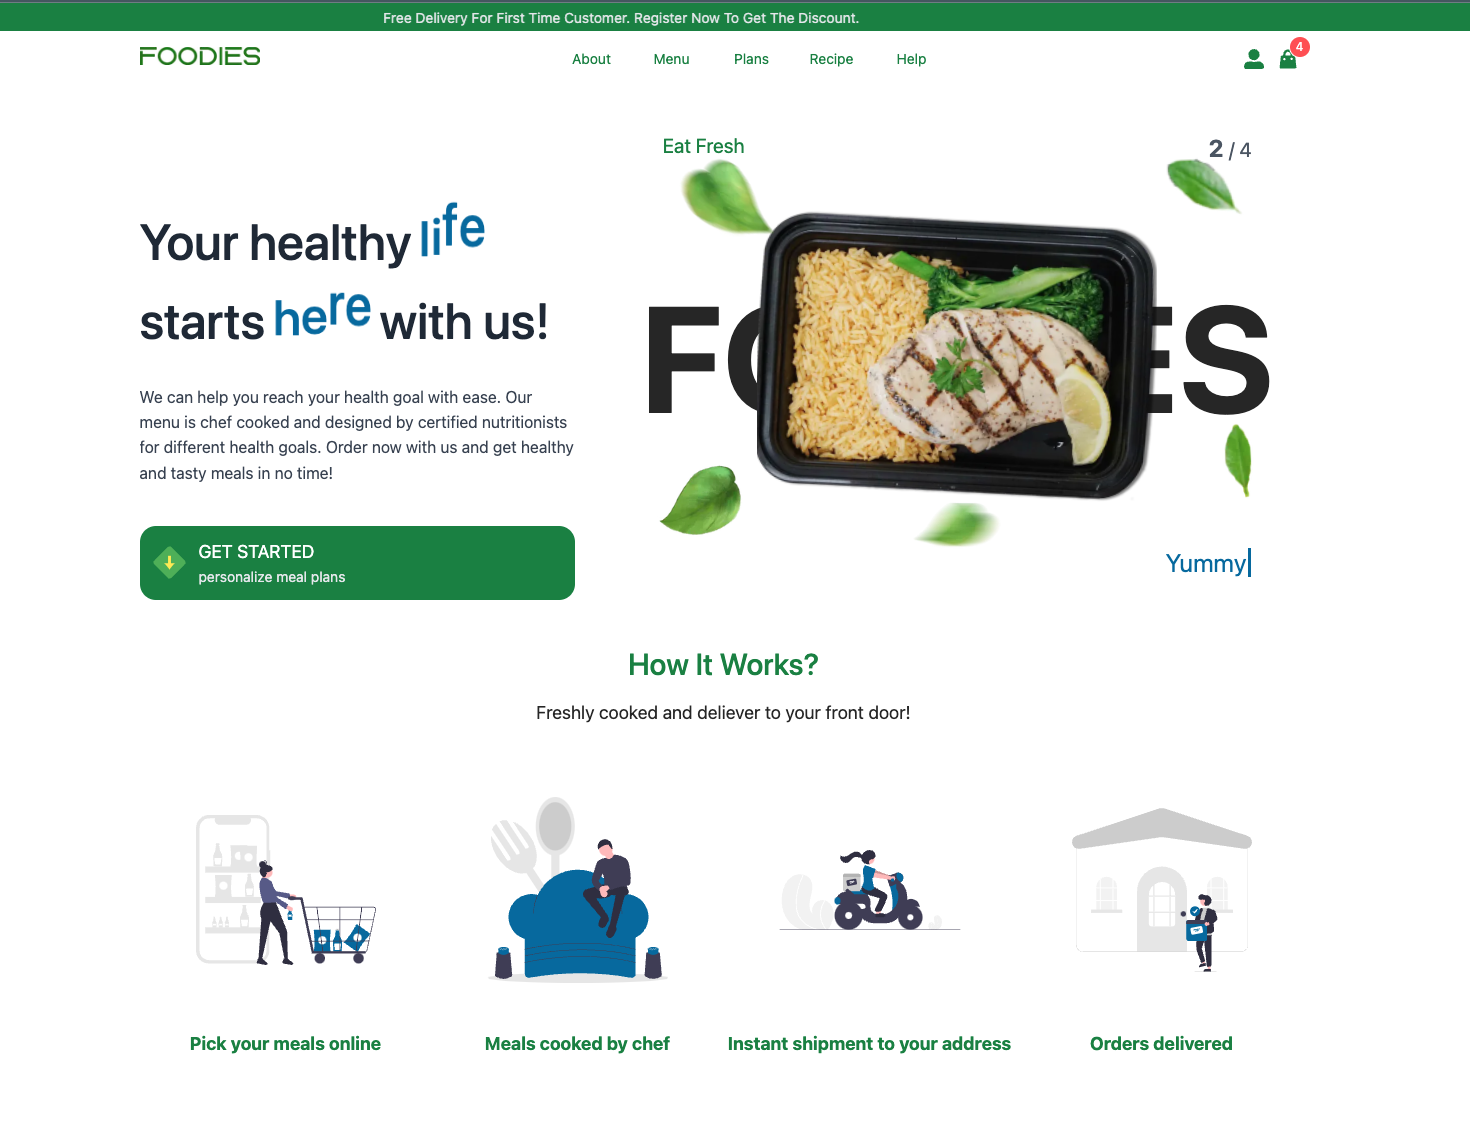 Free Delivery For First Time Customer. Register Now To Get The Discount.
FOODIES
About Menu Plans Recipe Help
4
Eat Fresh
2 / 4
Your healthy life
starts here with us!
We can help you reach your health goal with ease. Our
menu is chef cooked and designed by certified nutritionists
for different health goals. Order now with us and get healthy
and tasty meals in no time!
GET STARTED
personalize meal plans
FO ES
Yummy
How It Works?
Freshly cooked and deliever to your front door!
Pick your meals online
Meals cooked by chef
Instant shipment to your address
Orders delivered